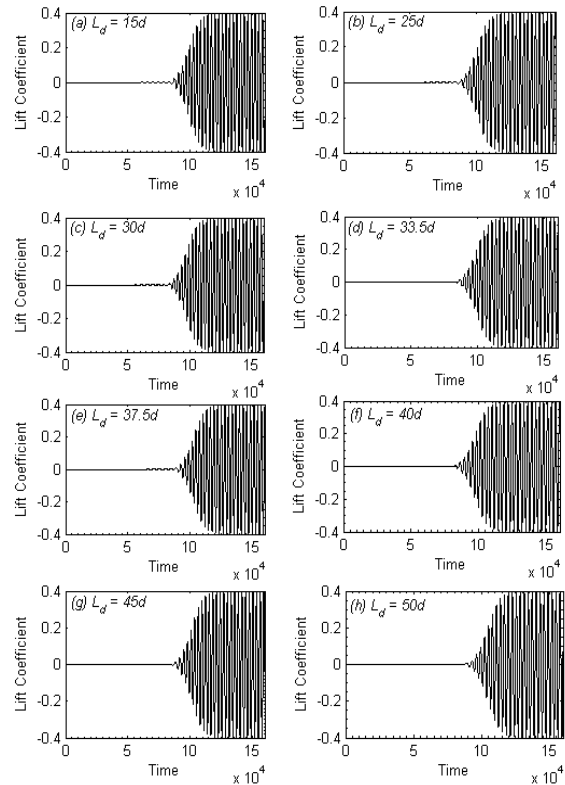 (a) L_d = 15d
Lift Coefficient
0.4
0.2
0
-0.2
-0.4
0 5 10 15
Time
x 10^4
(b) L_d = 25d
Lift Coefficient
0.4
0.2
0
-0.2
-0.4
0 5 10 15
Time
x 10^4
(c) L_d = 30d
Lift Coefficient
0.4
0.2
0
-0.2
-0.4
0 5 10 15
Time
x 10^4
(d) L_d = 33.5d
Lift Coefficient
0.4
0.2
0
-0.2
-0.4
0 5 10 15
Time
x 10^4
(e) L_d = 37.5d
Lift Coefficient
0.4
0.2
0
-0.2
-0.4
0 5 10 15
Time
x 10^4
(f) L_d = 40d
Lift Coefficient
0.4
0.2
0
-0.2
-0.4
0 5 10 15
Time
x 10^4
(g) L_d = 45d
Lift Coefficient
0.4
0.2
0
-0.2
-0.4
0 5 10 15
Time
x 10^4
(h) L_d = 50d
Lift Coefficient
0.4
0.2
0
-0.2
-0.4
0 5 10 15
Time
x 10^4